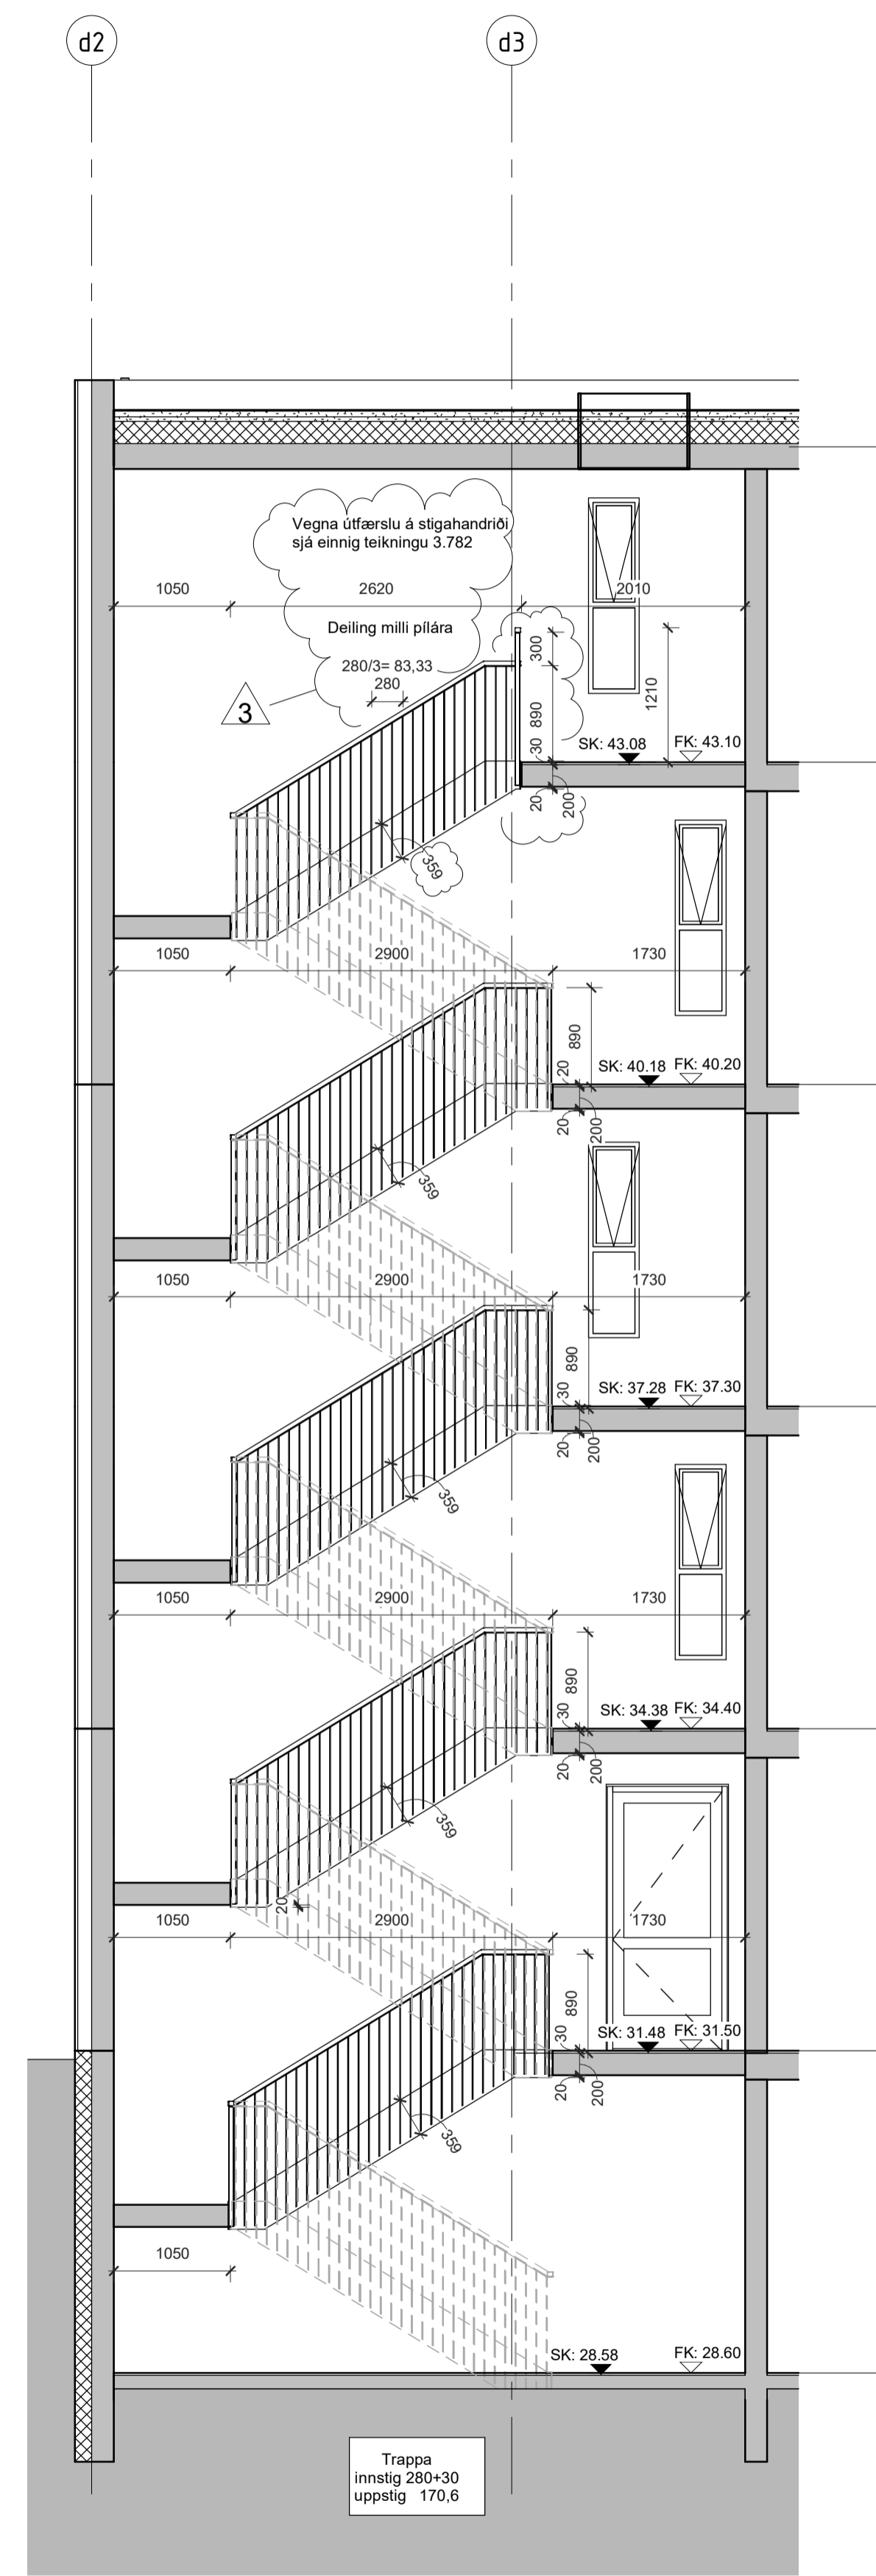 d2
d3
Vegna útfærslu á stigahandriði
sjá einnig teikningu 3.782
1050
2620
2010
Deiling milli pílára
280/3= 83,33
280
3
300
890
30
1210
SK: 43.08
FK: 43.10
20
200
359
1050
2900
1730
890
20
SK: 40.18
FK: 40.20
20
200
359
1050
2900
1730
890
30
SK: 37.28
FK: 37.30
20
200
359
1050
2900
1730
890
30
SK: 34.38
FK: 34.40
20
200
359
20
1050
2900
1730
890
30
SK: 31.48
FK: 31.50
20
200
359
1050
SK: 28.58
FK: 28.60
Trappa
innstig 280+30
uppstig 170,6